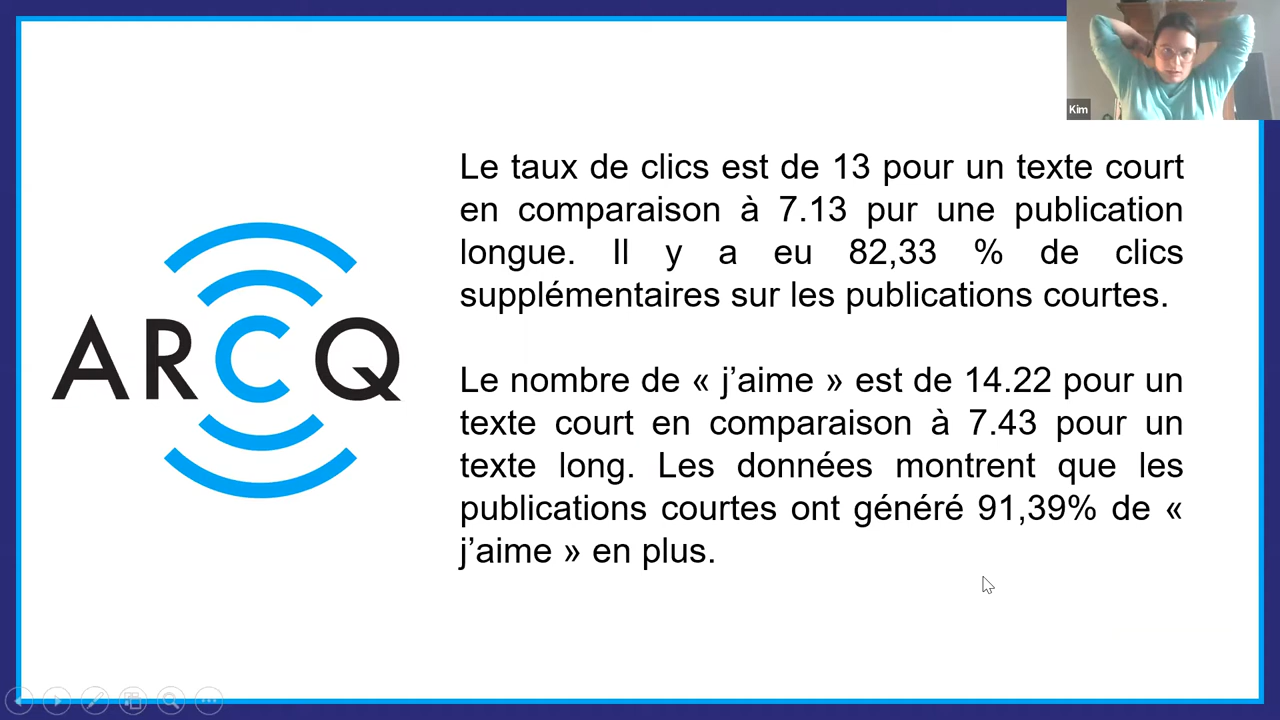 Kim
Le taux de clics est de 13 pour un texte court
en comparaison à 7.13 pur une publication
longue. Il y a eu 82,33 % de clics
supplémentaires sur les publications courtes.
ARCQ
Le nombre de « j’aime » est de 14.22 pour un
texte court en comparaison à 7.43 pour un
texte long. Les données montrent que les
publications courtes ont généré 91,39% de «
j’aime » en plus.